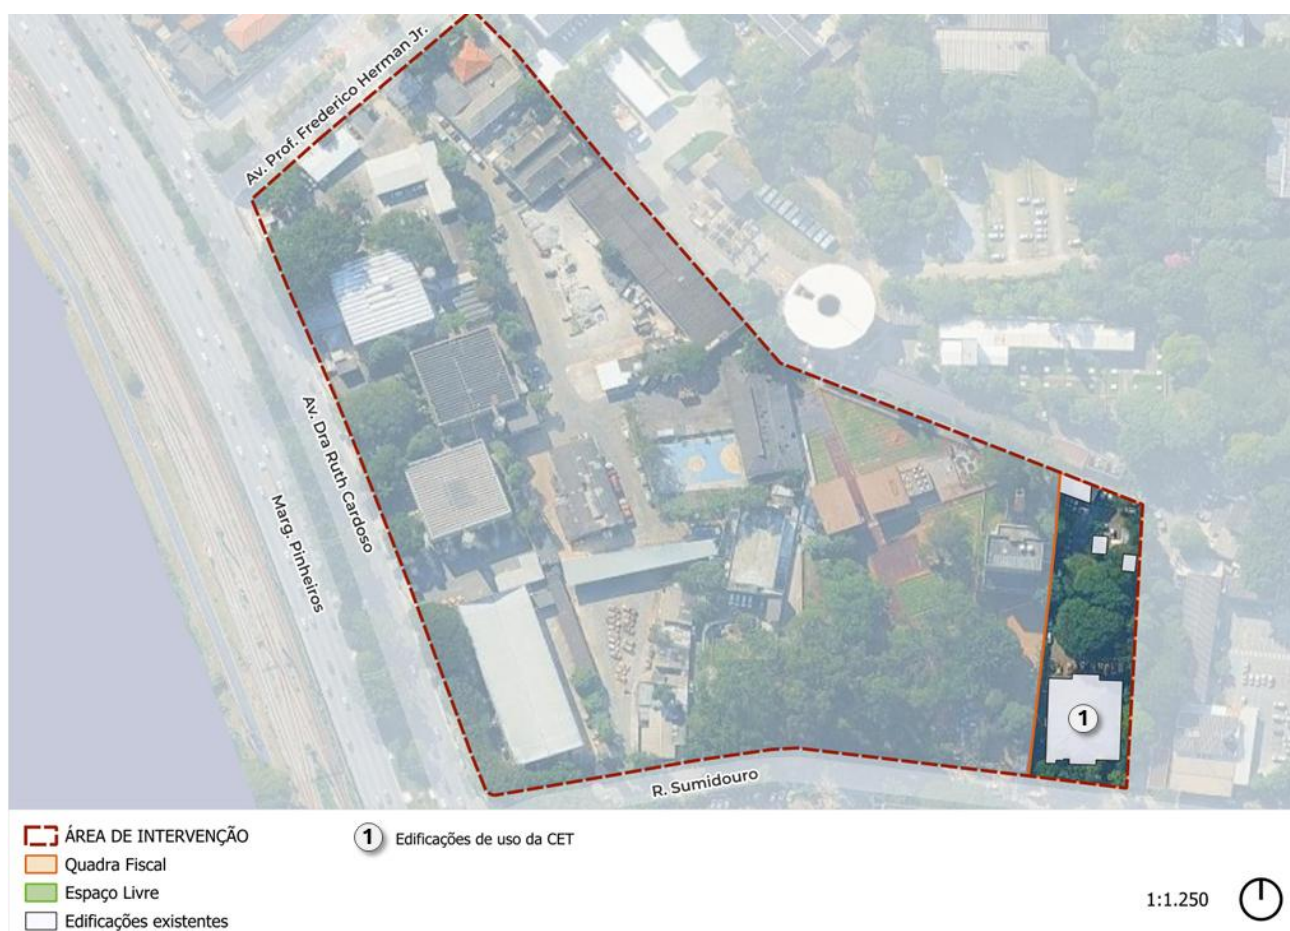 Av. Prof. Frederico Herman Jr.
Av. Dra Ruth Cardoso
Marg. Pinheiros
R. Sumidouro
1
ÁREA DE INTERVENÇÃO
Quadra Fiscal
Espaço Livre
Edificações existentes
1 Edificações de uso da CET
1:1.250